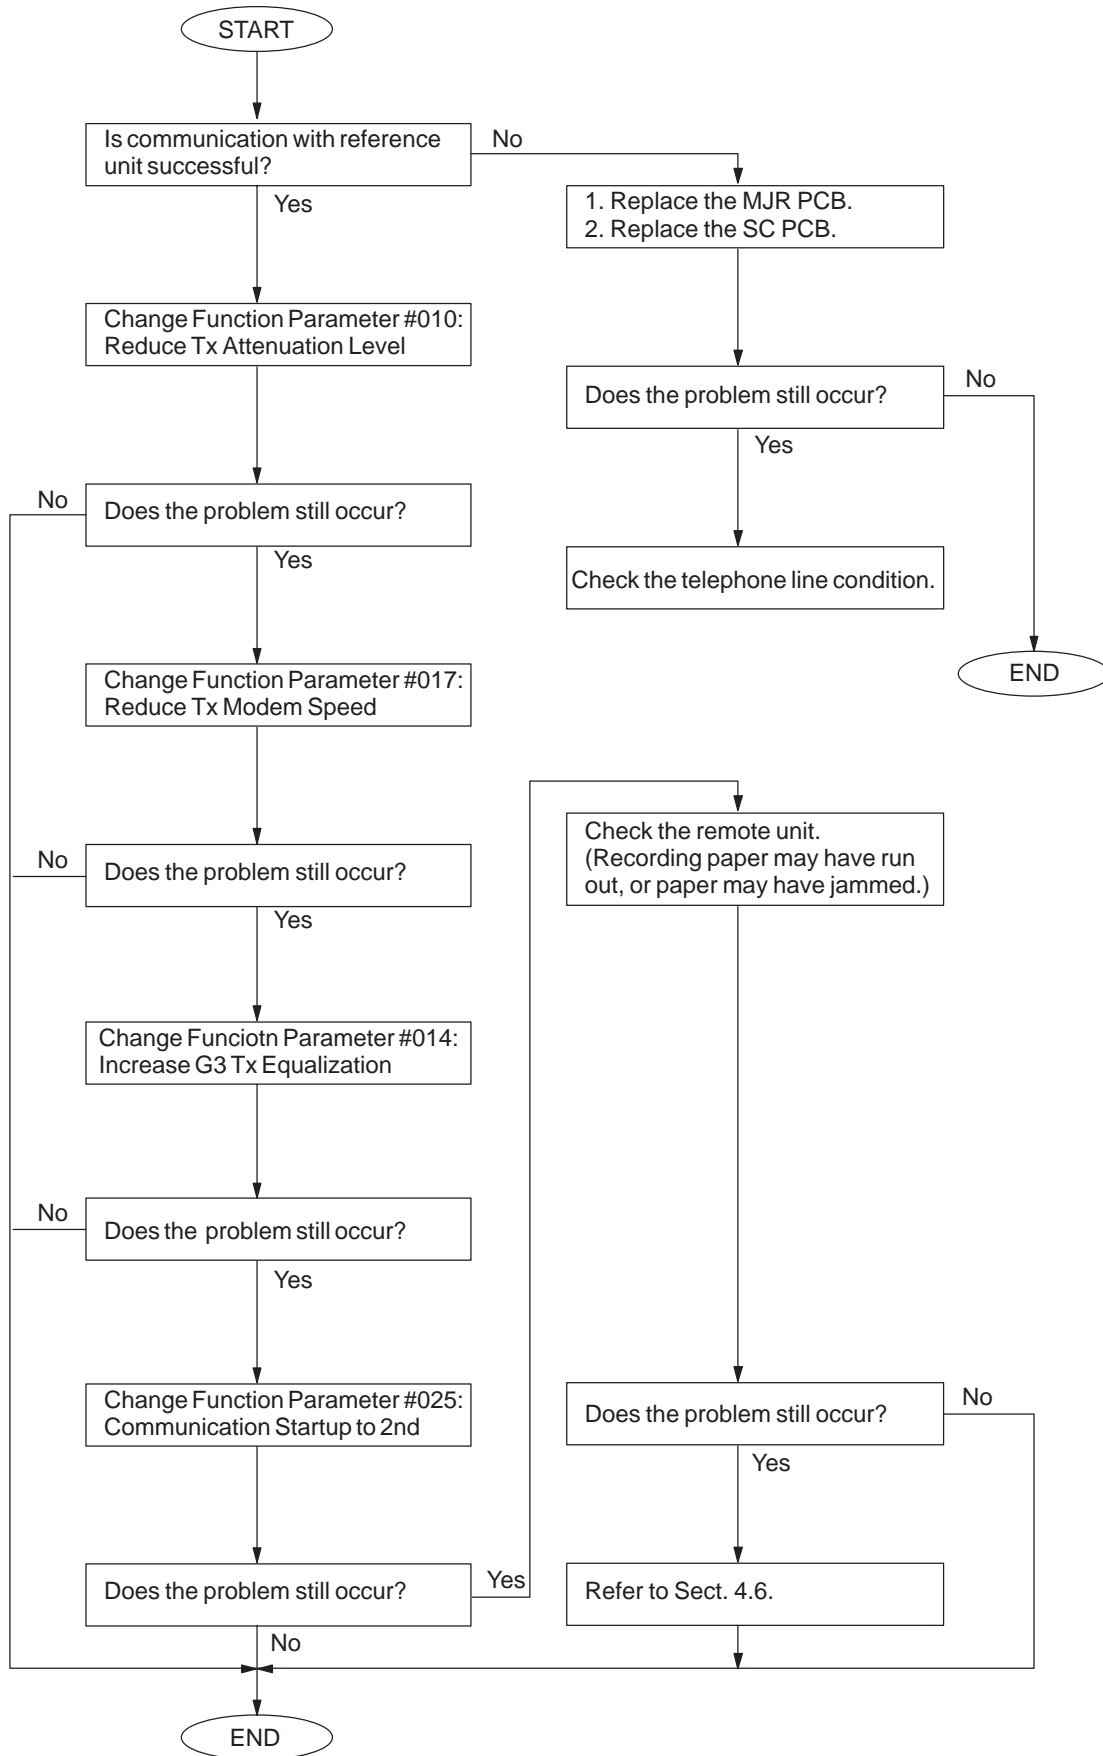 START
Is communication with reference
unit successful?
No
Yes
1. Replace the MJR PCB.
2. Replace the SC PCB.
Change Function Parameter #010:
Reduce Tx Attenuation Level
Does the problem still occur?
No
Yes
Check the telephone line condition.
END
No
Does the problem still occur?
Yes
Change Function Parameter #017:
Reduce Tx Modem Speed
No
Does the problem still occur?
Yes
Change Funciotn Parameter #014:
Increase G3 Tx Equalization
No
Does the problem still occur?
Yes
Change Function Parameter #025:
Communication Startup to 2nd
Does the problem still occur?
Yes
No
Check the remote unit.
(Recording paper may have run
out, or paper may have jammed.)
Does the problem still occur?
No
Yes
Refer to Sect. 4.6.
END